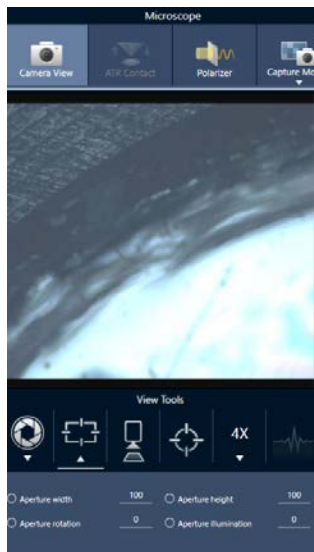 Microscope
Camera View ATR Contact Polarizer Capture Mo
View Tools
4X
Aperture width 100 Aperture height 100
Aperture rotation 0 Aperture illumination 0